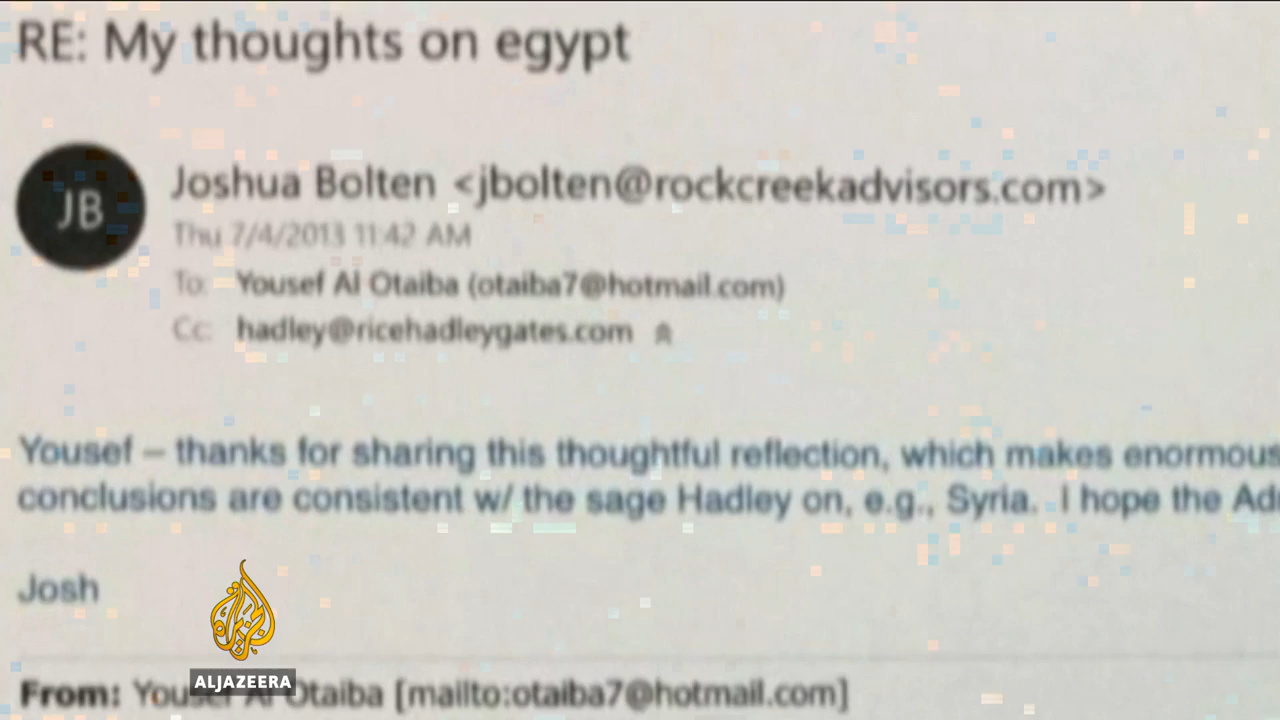 RE: My thoughts on egypt
JB
Joshua Bolten <jbolten@rockcreekadvisors.com>
Thu 7/4/2013 11:42 AM
To: Yousef Al Otaiba (otaiba7@hotmail.com)
Cc: hadley@ricehadleygates.com
Yousef – thanks for sharing this thoughtful reflection, which makes enormous
conclusions are consistent w/ the sage Hadley on, e.g., Syria. I hope the Ad
Josh
الجزيرة
ALJAZEERA
From: Yousef Al Otaiba [mailto:otaiba7@hotmail.com]